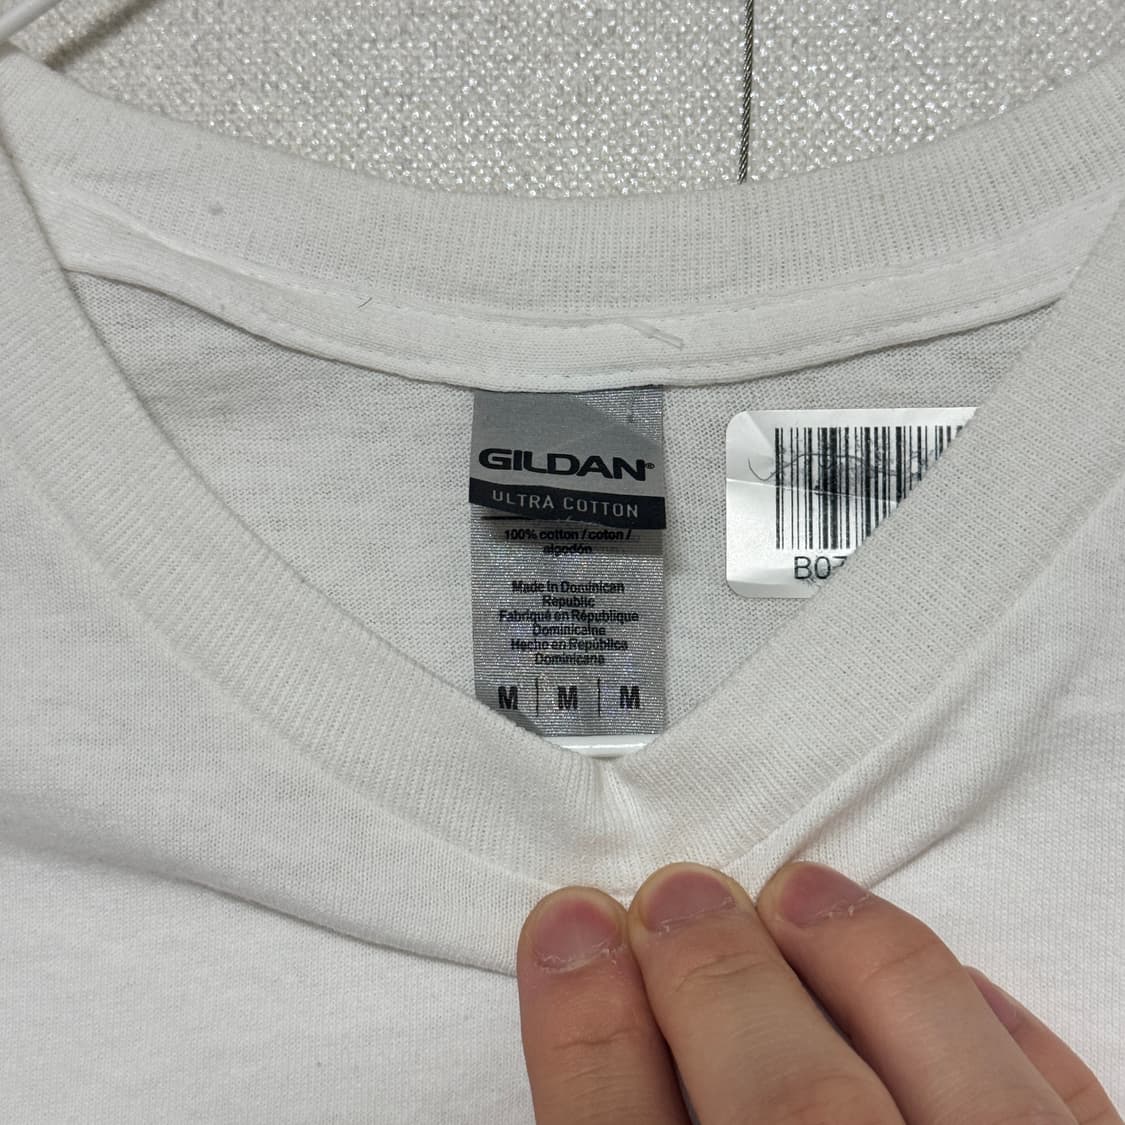 GILDAN®
ULTRA COTTON
100% cotton / coton /
algodón
Made in Dominican
Republic
Fabriqué en République
Dominicaine
Hecho en República
Dominicana
M | M | M
B07